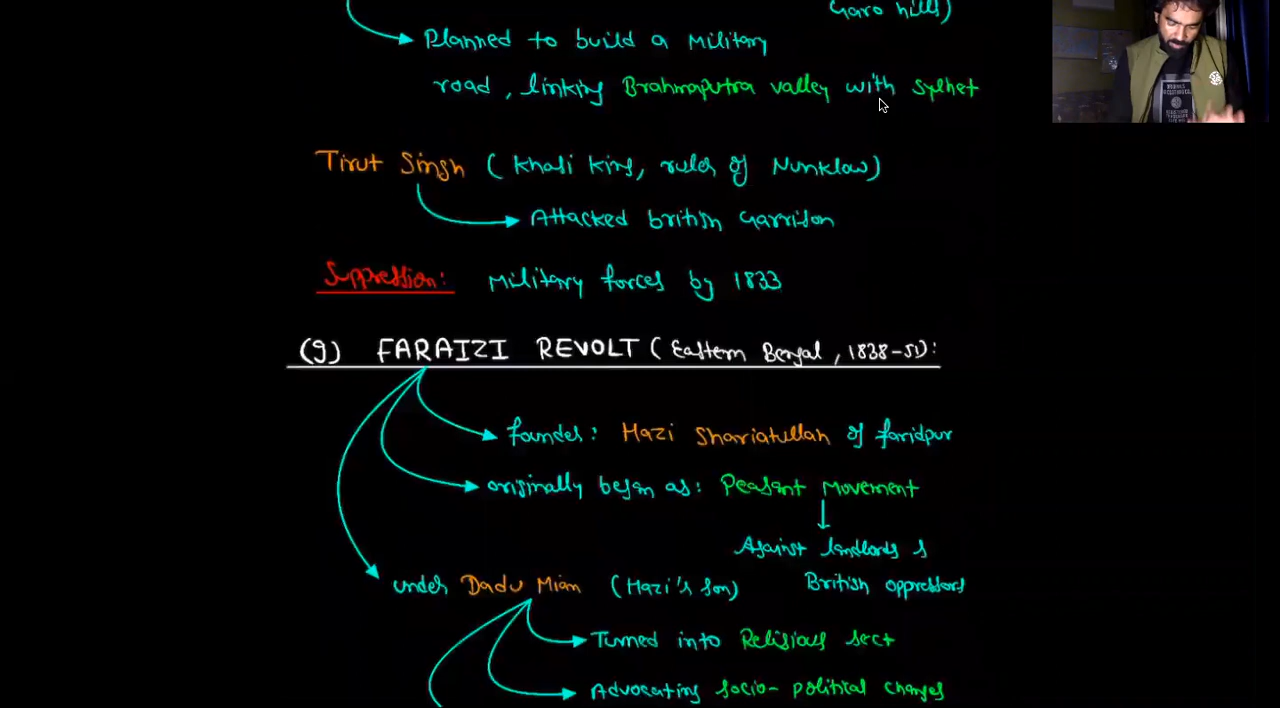 Garo hills)
Planned to build a Military
road, linking Brahmaputra valley with Sylhet
Tirut Singh (Khasi king, ruler of Nunklow)
Attacked british Garrison
Suppression: Military forces by 1833
(9) FARAIZI REVOLT (Eastern Bengal, 1838-51):
founder: Hazi Shariatullah of faridpur
originally began as: Peasant Movement
Against landlords &
British oppressors
under Dadu Mian (Hazi's son)
Turned into Religious sect
Advocating socio-political changes